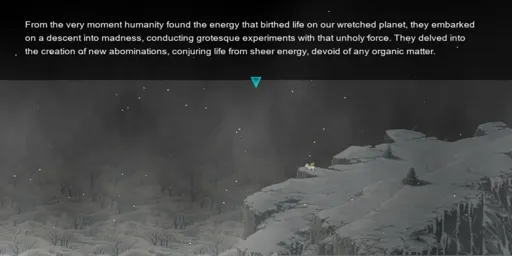 From the very moment humanity found the energy that birthed life on our wretched planet, they embarked
on a descent into madness, conducting grotesque experiments with that unholy force. They delved into
the creation of new abominations, conjuring life from sheer energy, devoid of any organic matter.